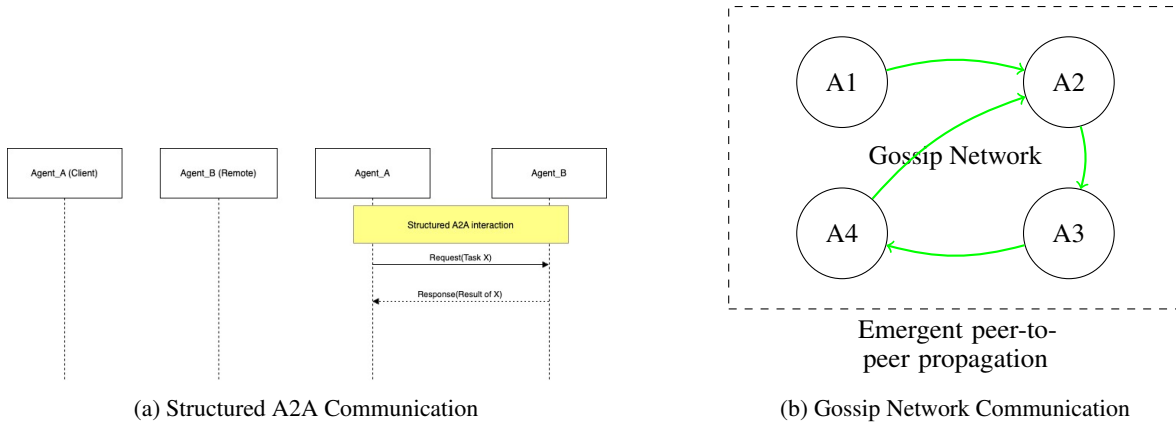 Agent_A (Client)
Agent_B (Remote)
Agent_A
Agent_B
Structured A2A interaction
Request(Task X)
Response(Result of X)
(a) Structured A2A Communication
A1
A2
Gossip Network
A4
A3
Emergent peer-to-
peer propagation
(b) Gossip Network Communication